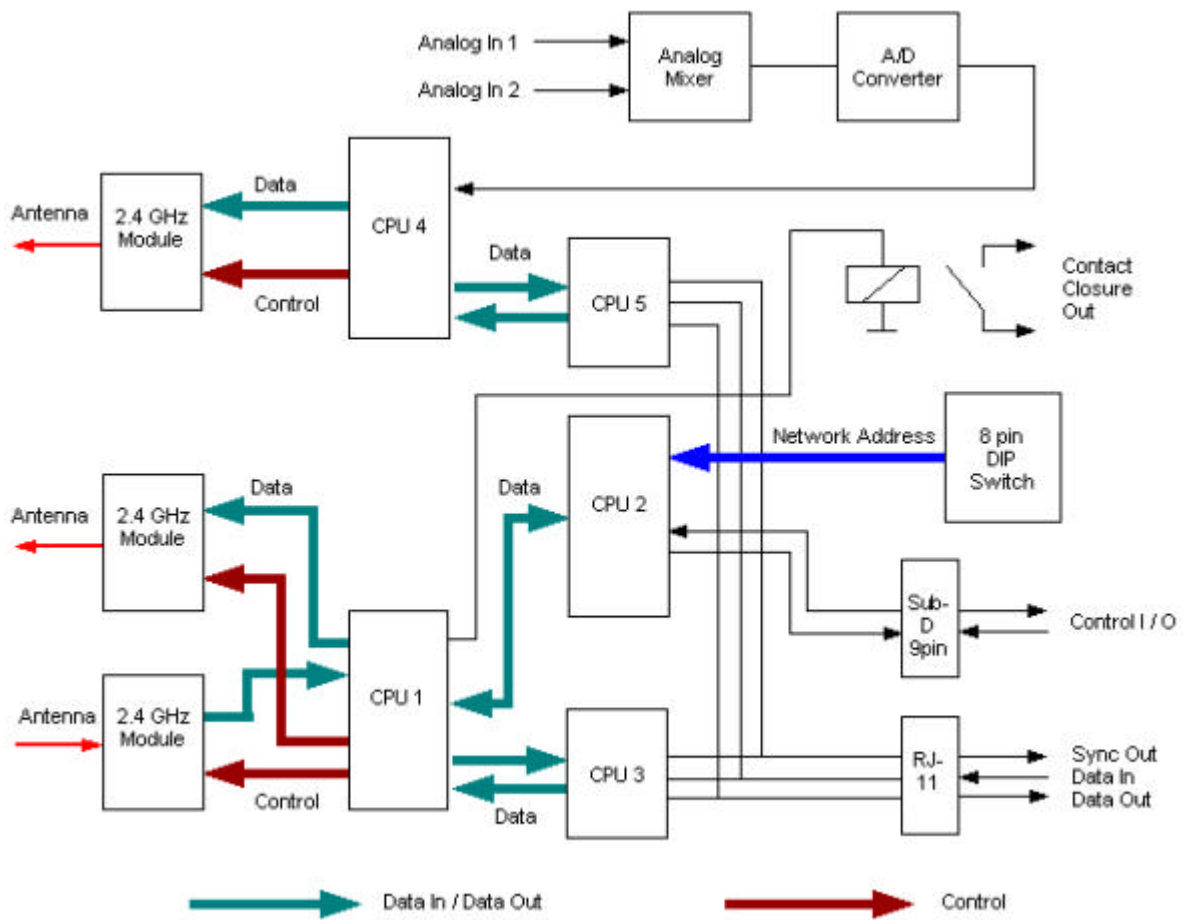 Analog In 1
Analog In 2
Analog
Mixer
A/D
Converter
Antenna
2.4 GHz
Module
Data
Control
CPU 4
Data
CPU 5
Contact
Closure
Out
Network Address
8 pin
DIP
Switch
Antenna
2.4 GHz
Module
Data
Data
CPU 2
Sub-
D
9pin
Control I / O
Antenna
2.4 GHz
Module
Control
CPU 1
Data
CPU 3
RJ-
11
Sync Out
Data In
Data Out
Data In / Data Out
Control